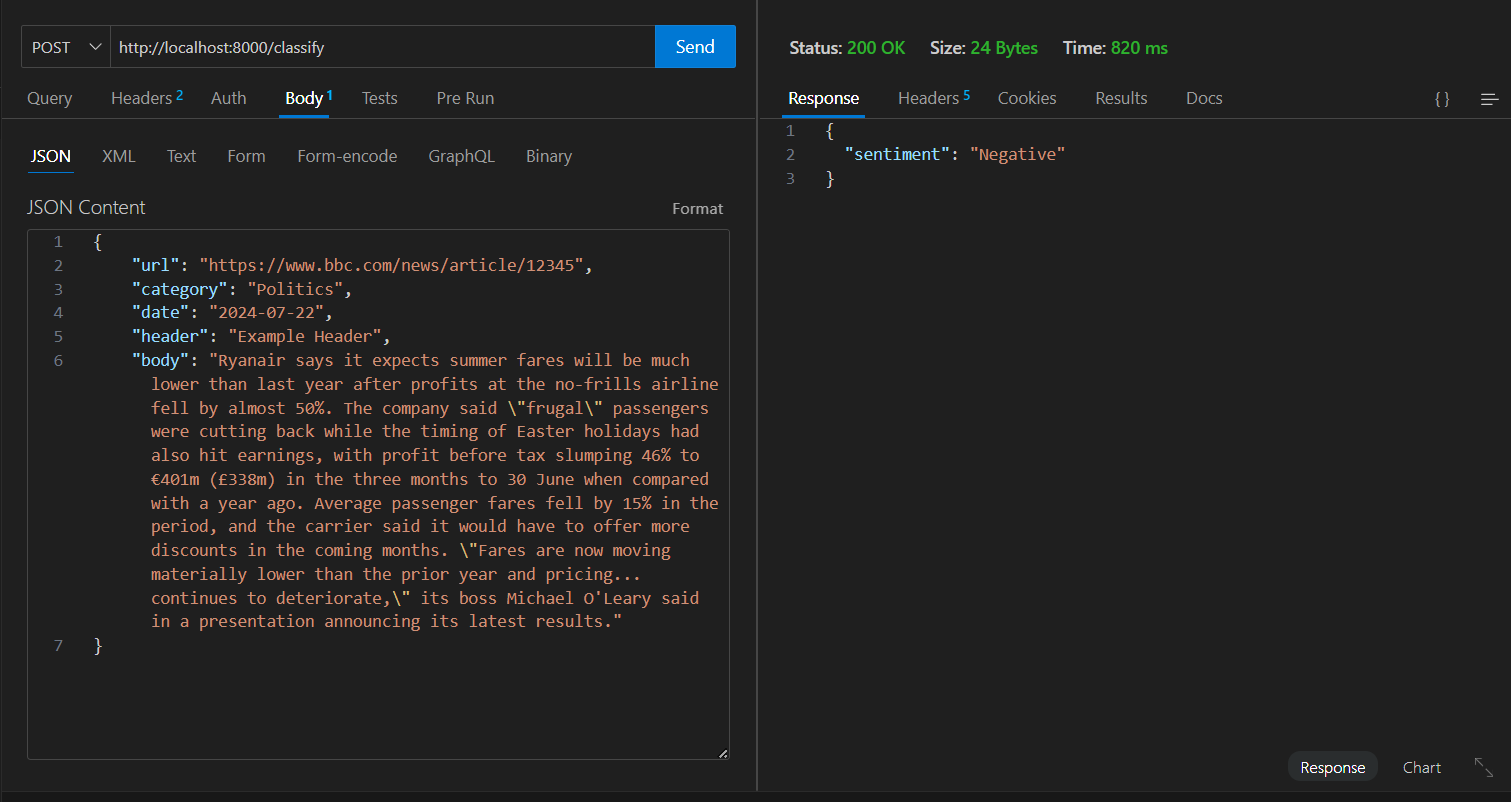 POST http://localhost:8000/classify Send
Query Headers 2 Auth Body 1 Tests Pre Run
JSON XML Text Form Form-encode GraphQL Binary
JSON Content Format
1 {
2 "url": "https://www.bbc.com/news/article/12345",
3 "category": "Politics",
4 "date": "2024-07-22",
5 "header": "Example Header",
6 "body": "Ryanair says it expects summer fares will be much
lower than last year after profits at the no-frills airline
fell by almost 50%. The company said \"frugal\" passengers
were cutting back while the timing of Easter holidays had
also hit earnings, with profit before tax slumping 46% to
€401m (£338m) in the three months to 30 June when compared
with a year ago. Average passenger fares fell by 15% in the
period, and the carrier said it would have to offer more
discounts in the coming months. \"Fares are now moving
materially lower than the prior year and pricing...
continues to deteriorate,\" its boss Michael O'Leary said
in a presentation announcing its latest results."
7 }
Status: 200 OK Size: 24 Bytes Time: 820 ms
Response Headers 5 Cookies Results Docs { }
1 {
2 "sentiment": "Negative"
3 }
Response Chart